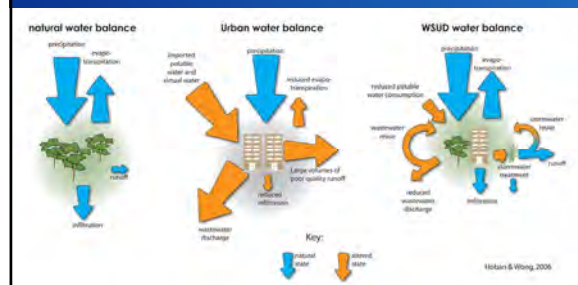 natural water balance
precipitation
evapo-
transpiration
runoff
infiltration
Urban water balance
imported
potable
water and
virtual water
precipitation
reduced evapo-
transpiration
Large volumes of
poor quality runoff
reduced
infiltration
wastewater
discharge
WSUD water balance
precipitation
evapo-
transpiration
reduced potable
water consumption
wastewater
reuse
stormwater
reuse
runoff
stormwater
treatment
infiltration
reduced
wastewater
discharge
Key:
natural
state
altered
state
Hoban & Wong, 2006